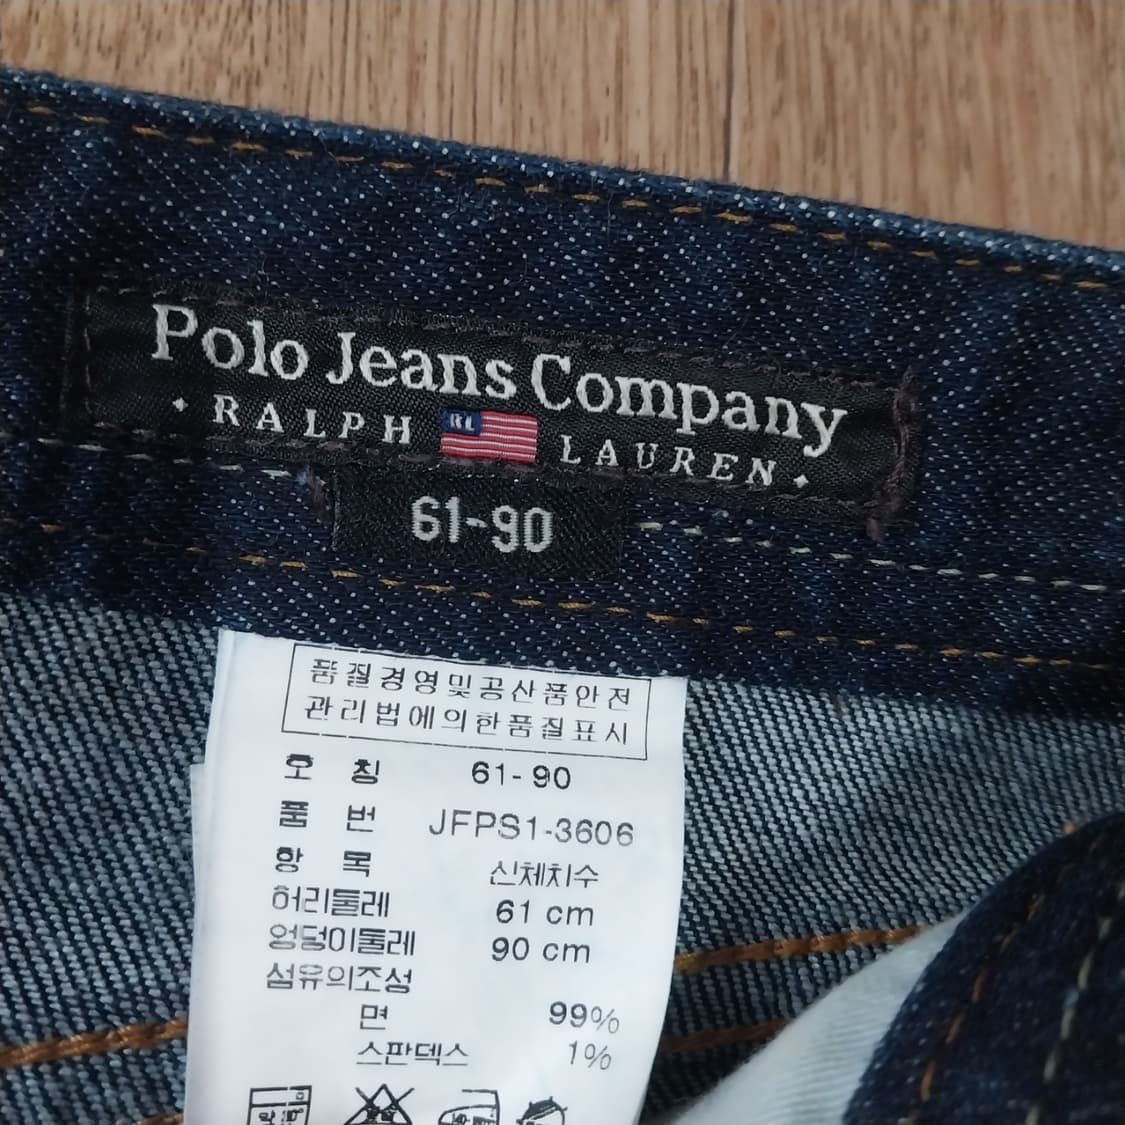 Polo Jeans Company
RALPH RL LAUREN
61-90
품질경영및공산품안전
관리법에의한품질표시
호 칭 61-90
품 번 JFPS1-3606
항 목 신체치수
허리둘레 61 cm
엉덩이둘레 90 cm
섬유의조성
면 99%
스판덱스 1%